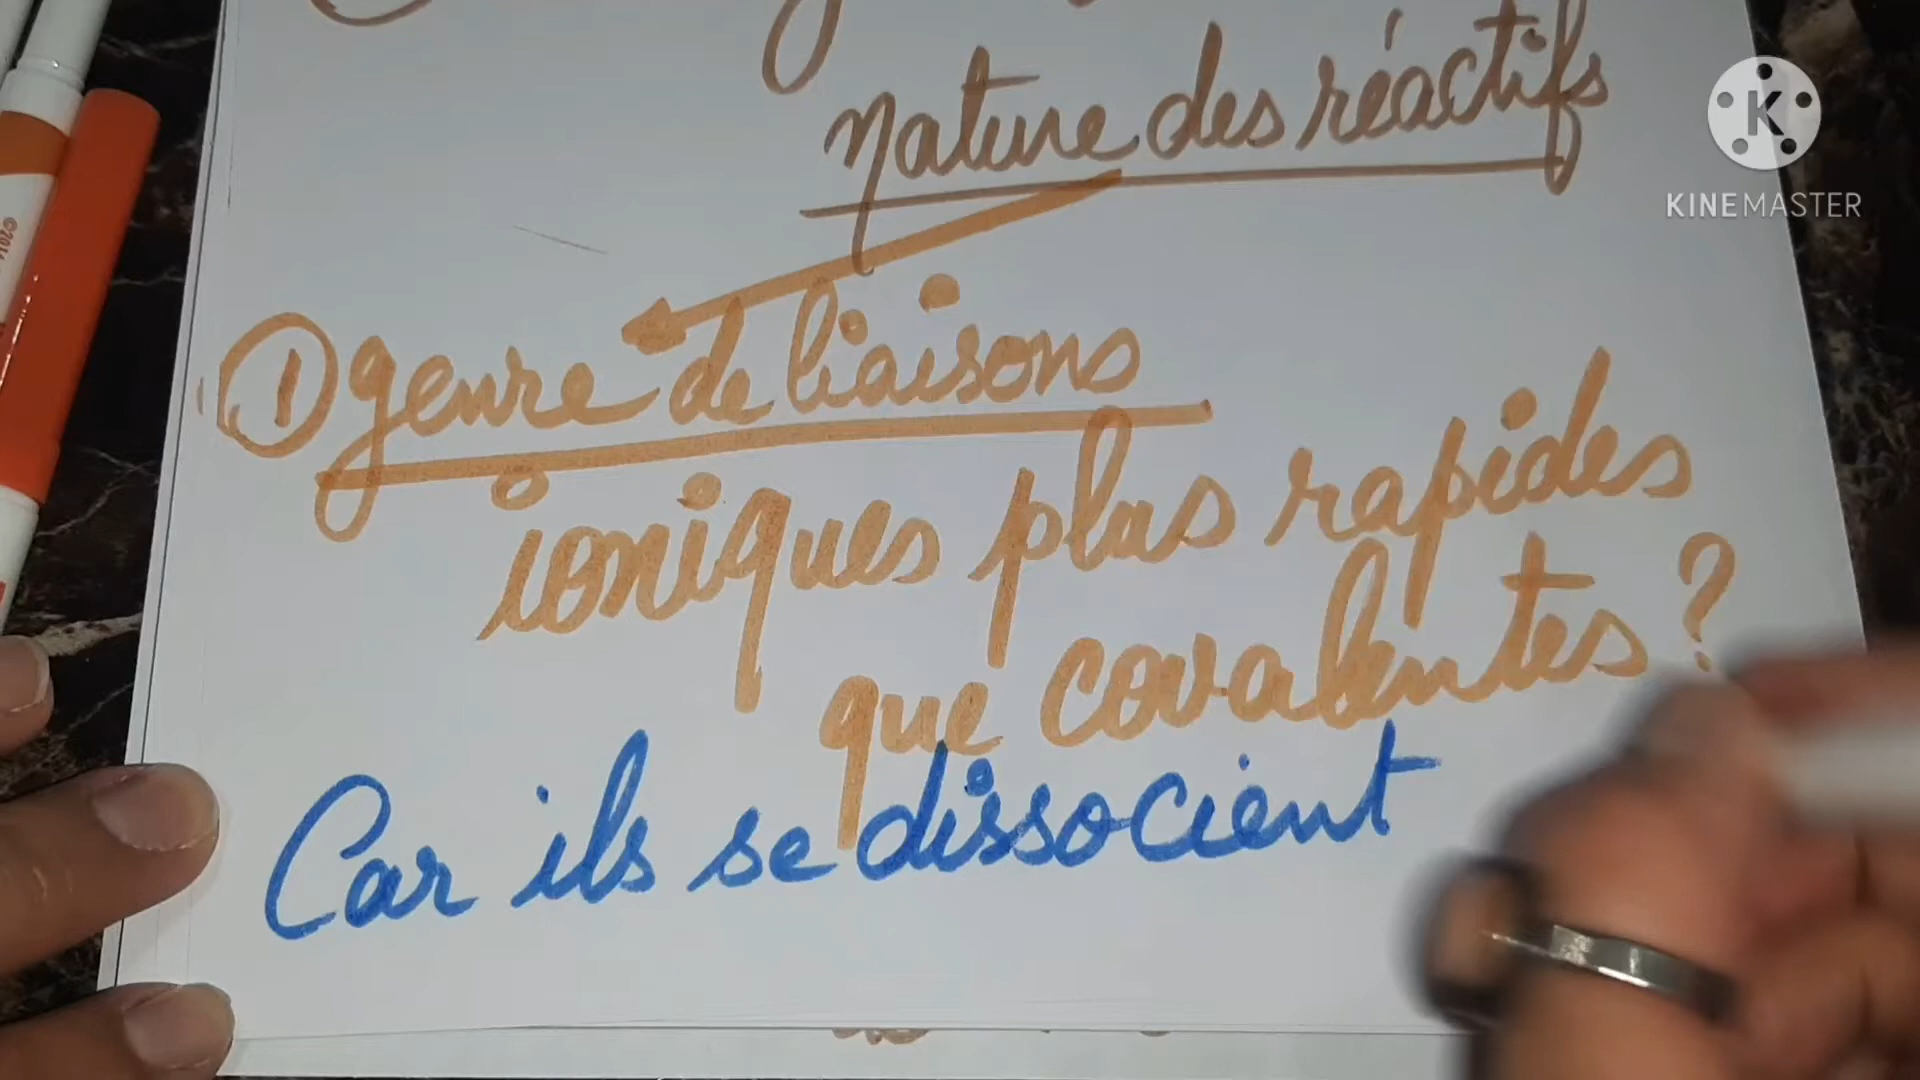 nature des réactifs
① genre de liaisons
ioniques plus rapides
que covalentes ?
Car ils se dissocient
K
KINEMASTER